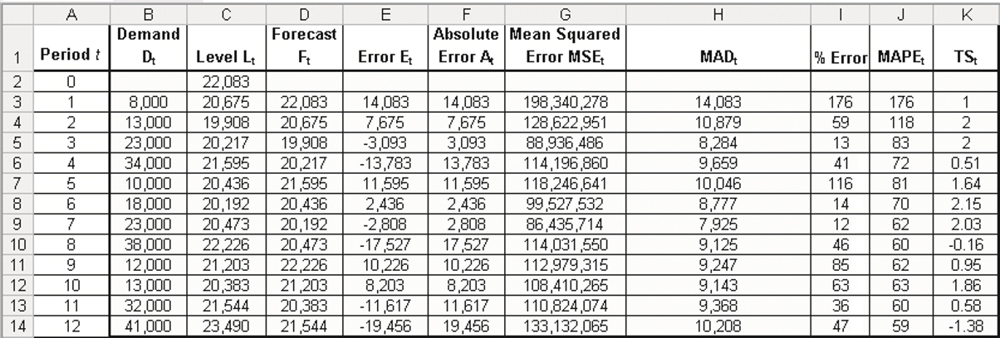 A B C D E F G H I J K
Demand Forecast Absolute Mean Squared
1 Period t Dₜ Level Lₜ Fₜ Error Eₜ Error Aₜ Error MSEₜ MADₜ % Error MAPEₜ TSₜ
2 0 22,083
3 1 8,000 20,675 22,083 14,083 14,083 198,340,278 14,083 176 176 1
4 2 13,000 19,908 20,675 7,675 7,675 128,622,951 10,879 59 118 2
5 3 23,000 20,217 19,908 -3,093 3,093 88,936,486 8,284 13 83 2
6 4 34,000 21,595 20,217 -13,783 13,783 114,196,860 9,659 41 72 0.51
7 5 10,000 20,436 21,595 11,595 11,595 118,246,641 10,046 116 81 1.64
8 6 18,000 20,192 20,436 2,436 2,436 99,527,532 8,777 14 70 2.15
9 7 23,000 20,473 20,192 -2,808 2,808 86,435,714 7,925 12 62 2.03
10 8 38,000 22,226 20,473 -17,527 17,527 114,031,550 9,125 46 60 -0.16
11 9 12,000 21,203 22,226 10,226 10,226 112,979,315 9,247 85 62 0.95
12 10 13,000 20,383 21,203 8,203 8,203 108,410,265 9,143 63 63 1.86
13 11 32,000 21,544 20,383 -11,617 11,617 110,824,074 9,368 36 60 0.58
14 12 41,000 23,490 21,544 -19,456 19,456 133,132,065 10,208 47 59 -1.38